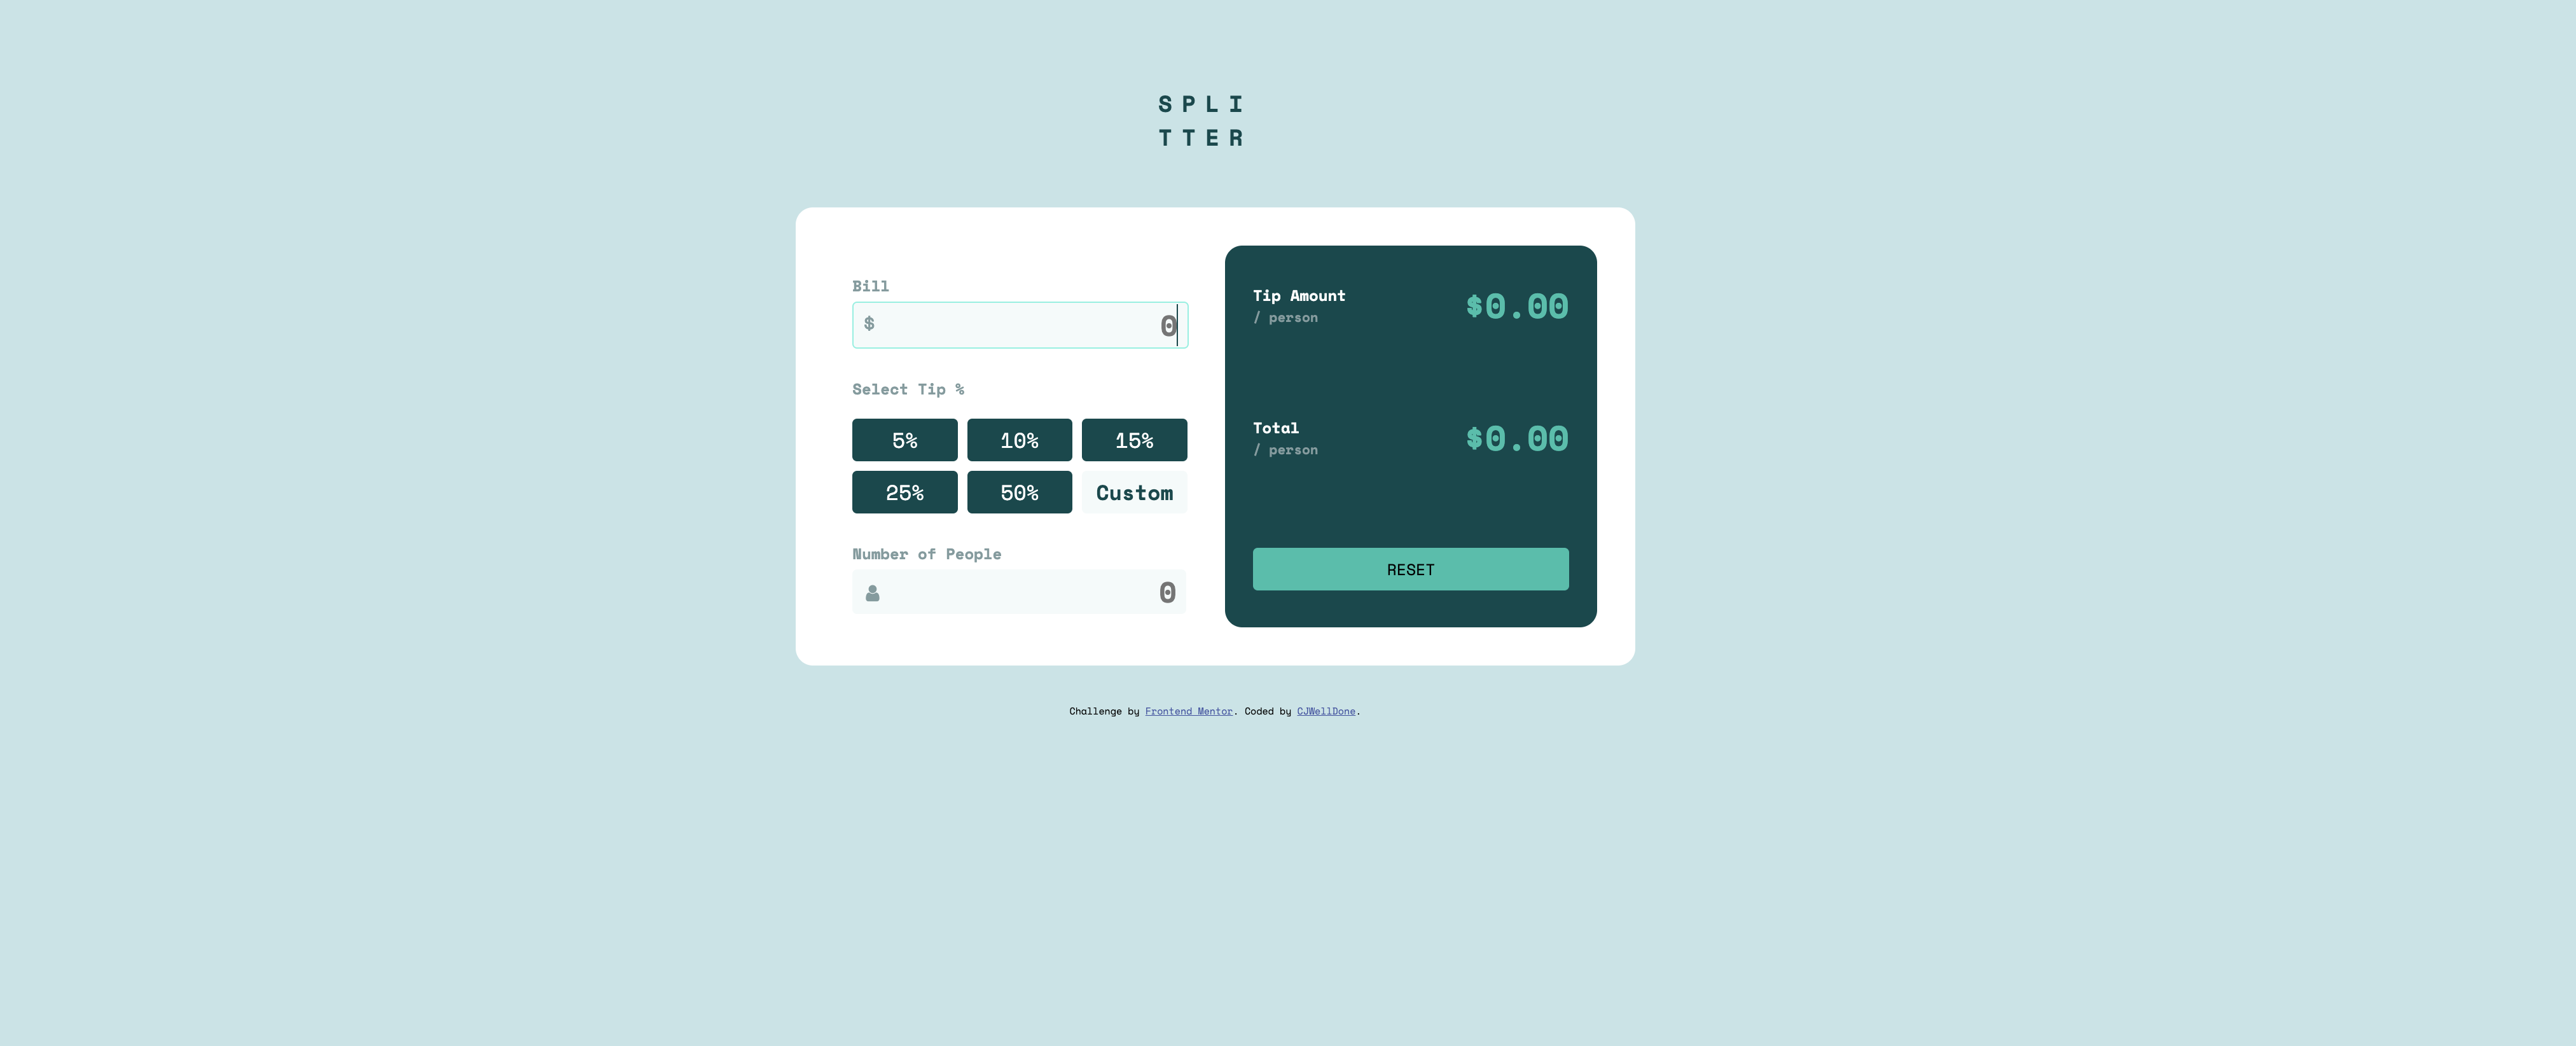 S P L I
T T E R
Bill
$ 0
Select Tip %
5% 10% 15%
25% 50% Custom
Number of People
0
Tip Amount
/ person
$0.00
Total
/ person
$0.00
RESET
Challenge by Frontend Mentor. Coded by CJWellDone.